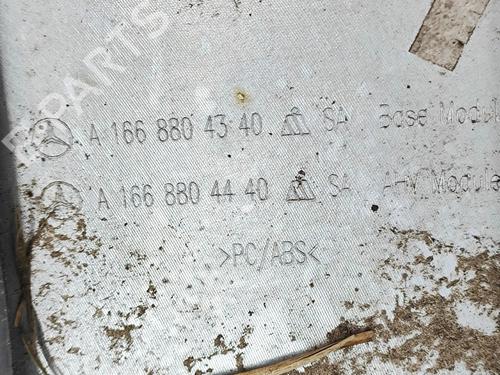 A 166 880 43 40 SA Base Modul
A 166 880 44 40 SA AHV Module
>PC/ABS<